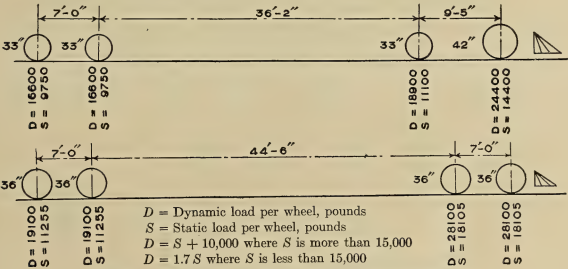 7'-0" 36'-2" 9'-5"
33" 33" 33" 42"
D = 16600
S = 9750
D = 16600
S = 9750
D = 18900
S = 11100
D = 24400
S = 14400
7'-0" 44'-6" 7'-0"
36" 36" 36" 36"
D = 19100
S = 11255
D = 19100
S = 11255
D = 28100
S = 18105
D = 28100
S = 18105
D = Dynamic load per wheel, pounds
S = Static load per wheel, pounds
D = S + 10,000 where S is more than 15,000
D = 1.7 S where S is less than 15,000